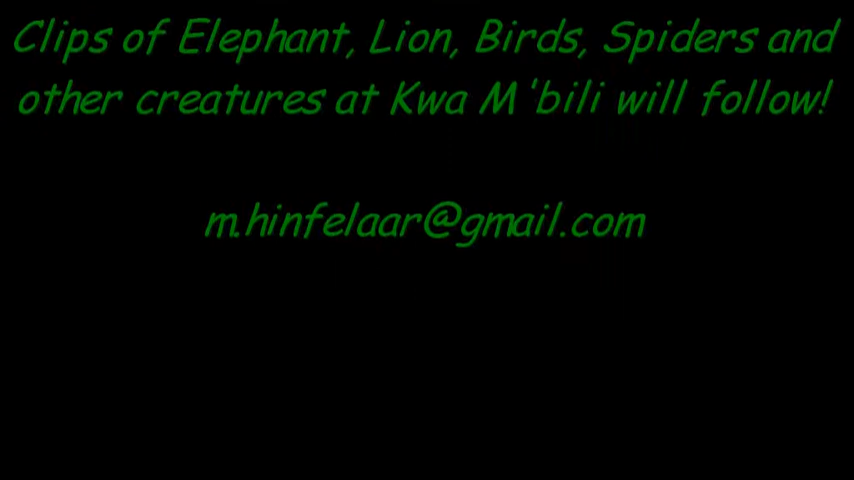 Clips of Elephant, Lion, Birds, Spiders and
other creatures at Kwa M'bili will follow!
m.hinfelaar@gmail.com